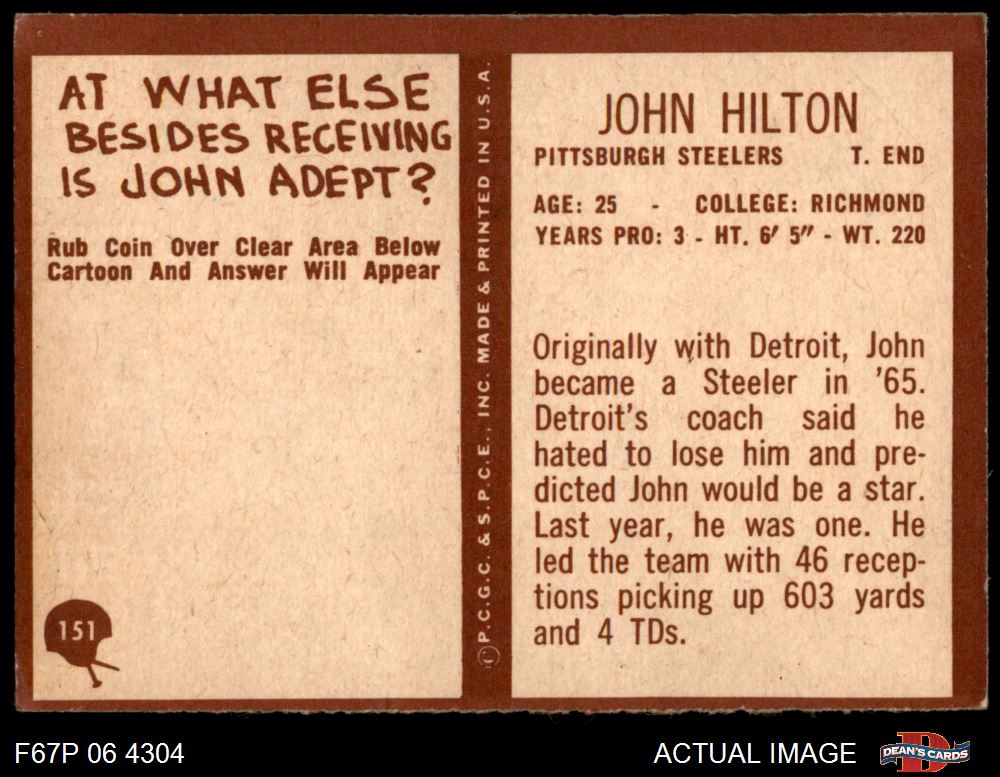 AT WHAT ELSE
BESIDES RECEIVING
IS JOHN ADEPT?
Rub Coin Over Clear Area Below
Cartoon And Answer Will Appear
151
© P.C.G.C. & S.P.C.E., INC. MADE & PRINTED IN U.S.A.
JOHN HILTON
PITTSBURGH STEELERS T. END
AGE: 25 - COLLEGE: RICHMOND
YEARS PRO: 3 - HT. 6′ 5″ - WT. 220
Originally with Detroit, John
became a Steeler in '65.
Detroit's coach said he
hated to lose him and pre-
dicted John would be a star.
Last year, he was one. He
led the team with 46 recep-
tions picking up 603 yards
and 4 TDs.
F67P 06 4304
ACTUAL IMAGE
D
DEAN'S CARDS